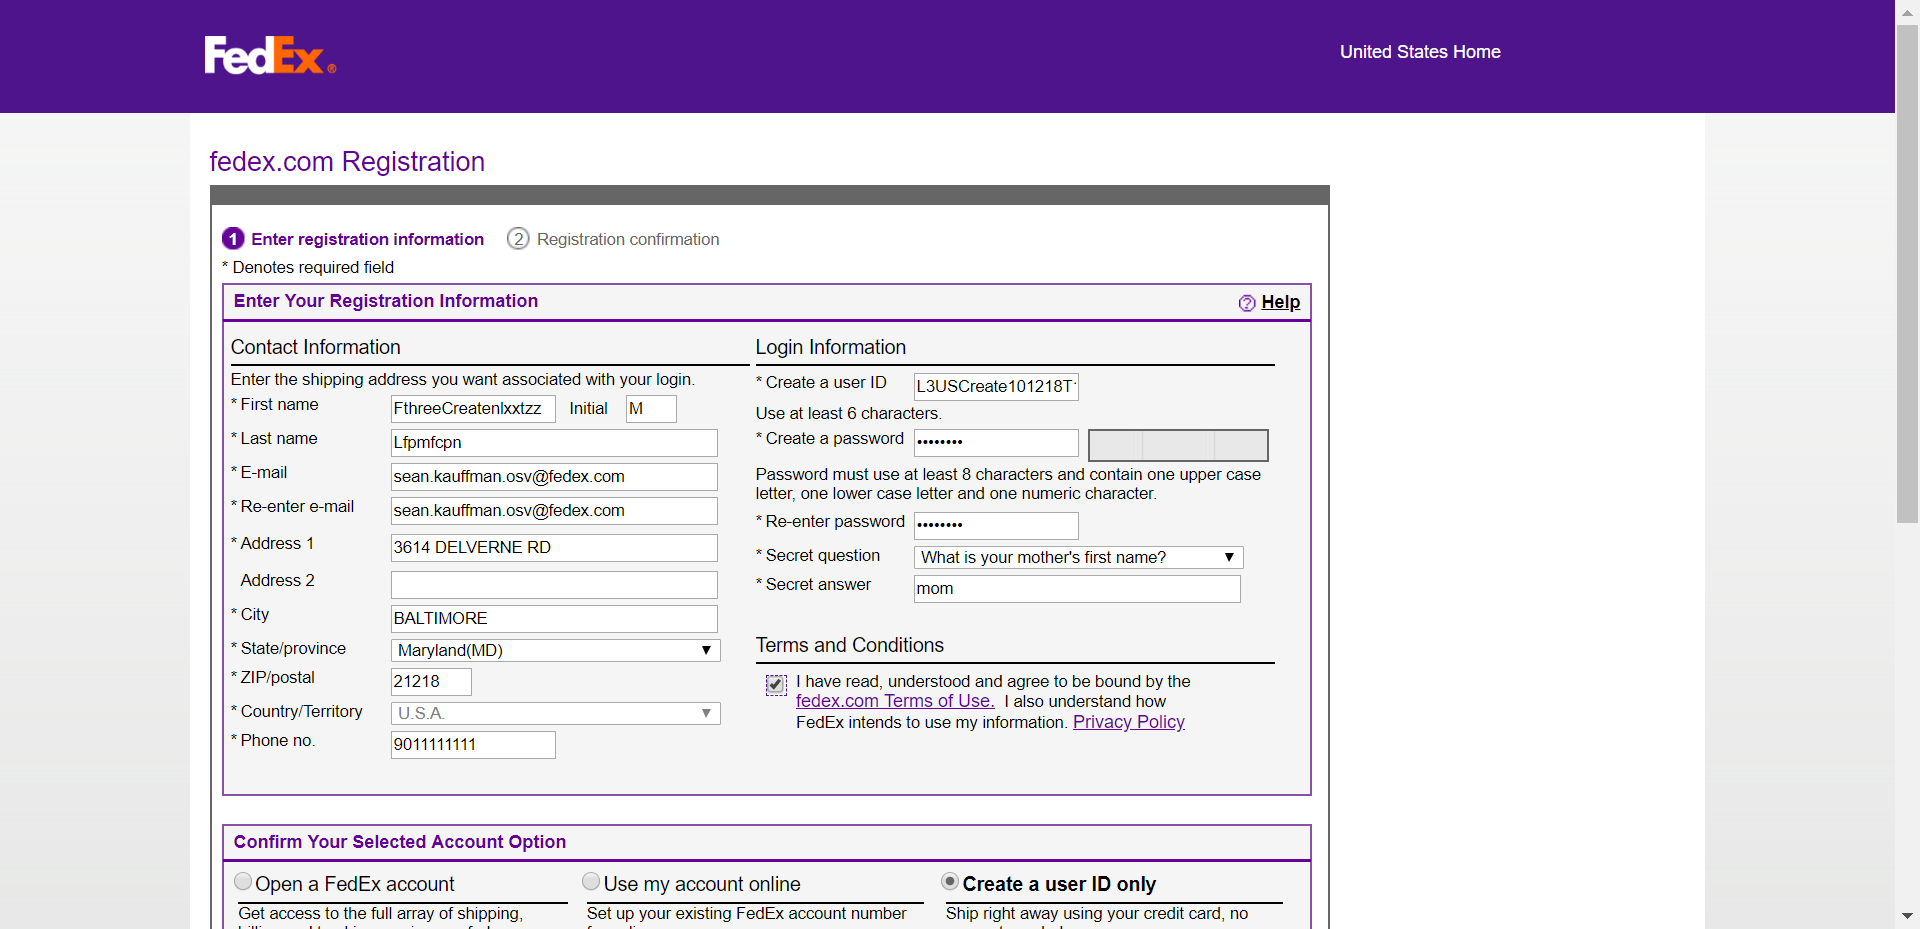 FedEx®
United States Home
fedex.com Registration
1 Enter registration information 2 Registration confirmation
* Denotes required field
Enter Your Registration Information
? Help
Contact Information
Enter the shipping address you want associated with your login.
* First name FthreeCreatenlxxtzz Initial M
* Last name Lfpmfcpn
* E-mail sean.kauffman.osv@fedex.com
* Re-enter e-mail sean.kauffman.osv@fedex.com
* Address 1 3614 DELVERNE RD
Address 2
* City BALTIMORE
* State/province Maryland(MD)
* ZIP/postal 21218
* Country/Territory U.S.A.
* Phone no. 9011111111
Login Information
* Create a user ID L3USCreate101218T
Use at least 6 characters.
* Create a password ••••••••
Password must use at least 8 characters and contain one upper case
letter, one lower case letter and one numeric character.
* Re-enter password ••••••••
* Secret question What is your mother's first name?
* Secret answer mom
Terms and Conditions
I have read, understood and agree to be bound by the
fedex.com Terms of Use. I also understand how
FedEx intends to use my information. Privacy Policy
Confirm Your Selected Account Option
Open a FedEx account
Get access to the full array of shipping,
Use my account online
Set up your existing FedEx account number
Create a user ID only
Ship right away using your credit card, no